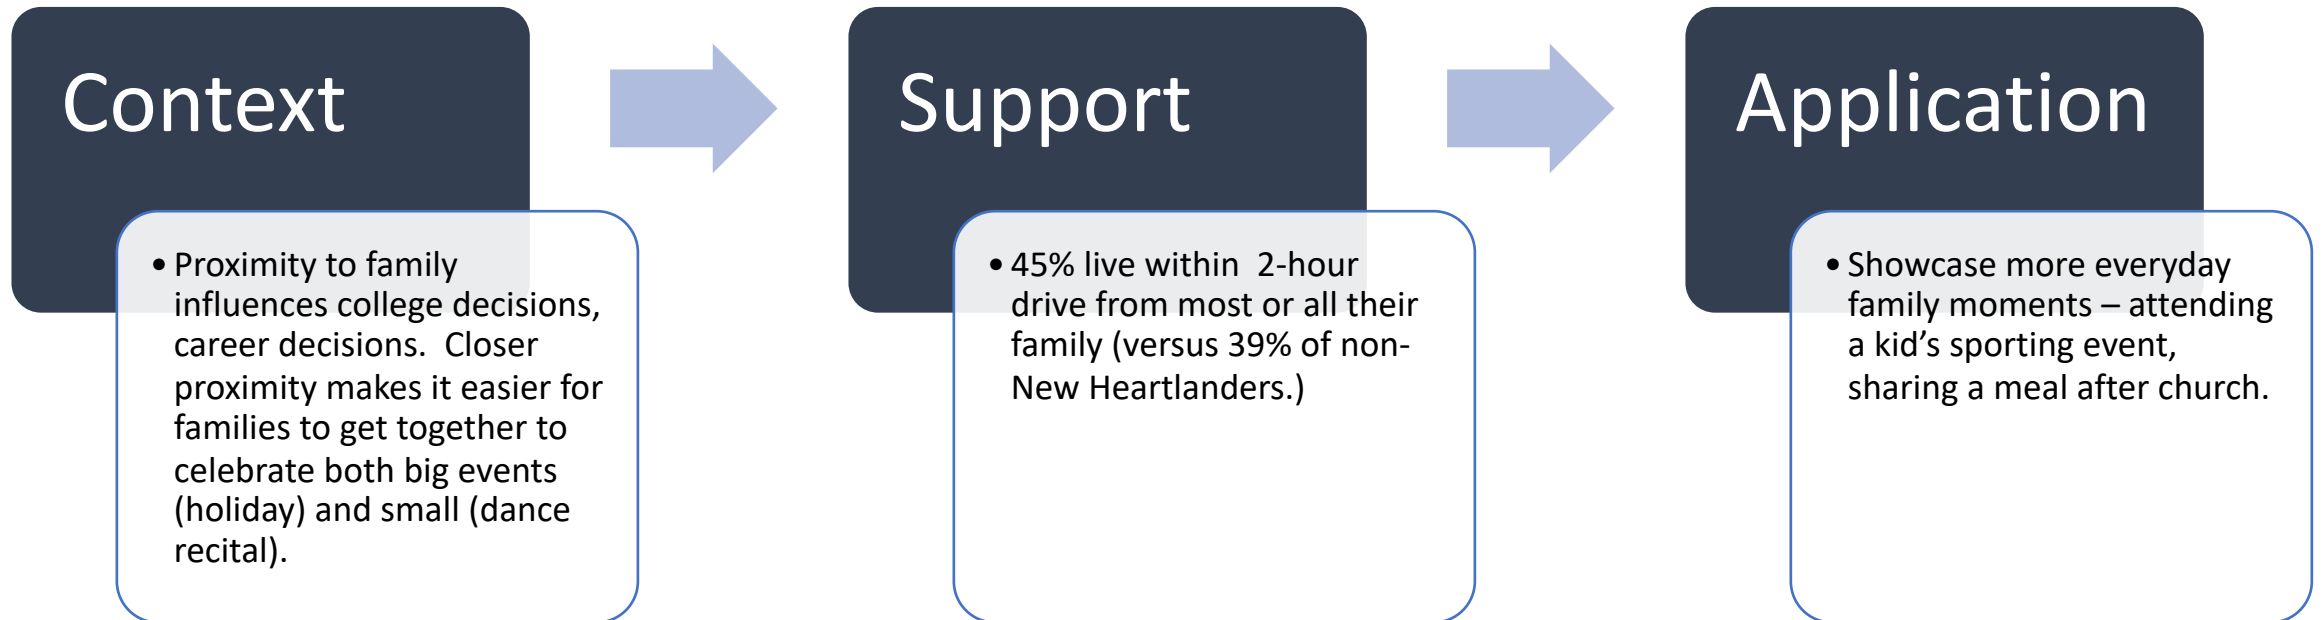 Context
• Proximity to family
influences college decisions,
career decisions.  Closer
proximity makes it easier for
families to get together to
celebrate both big events
(holiday) and small (dance
recital).
Support
• 45% live within  2-hour
drive from most or all their
family (versus 39% of non-
New Heartlanders.)
Application
• Showcase more everyday
family moments – attending
a kid’s sporting event,
sharing a meal after church.